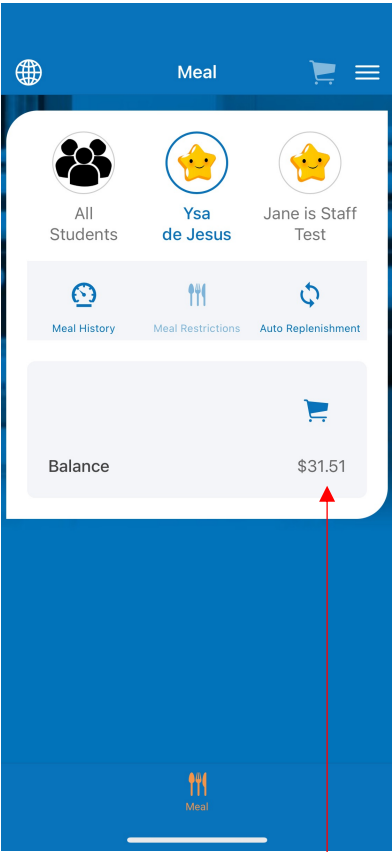 Meal
All
Students
Ysa
de Jesus
Jane is Staff
Test
Meal History
Meal Restrictions
Auto Replenishment
Balance
$31.51
Meal